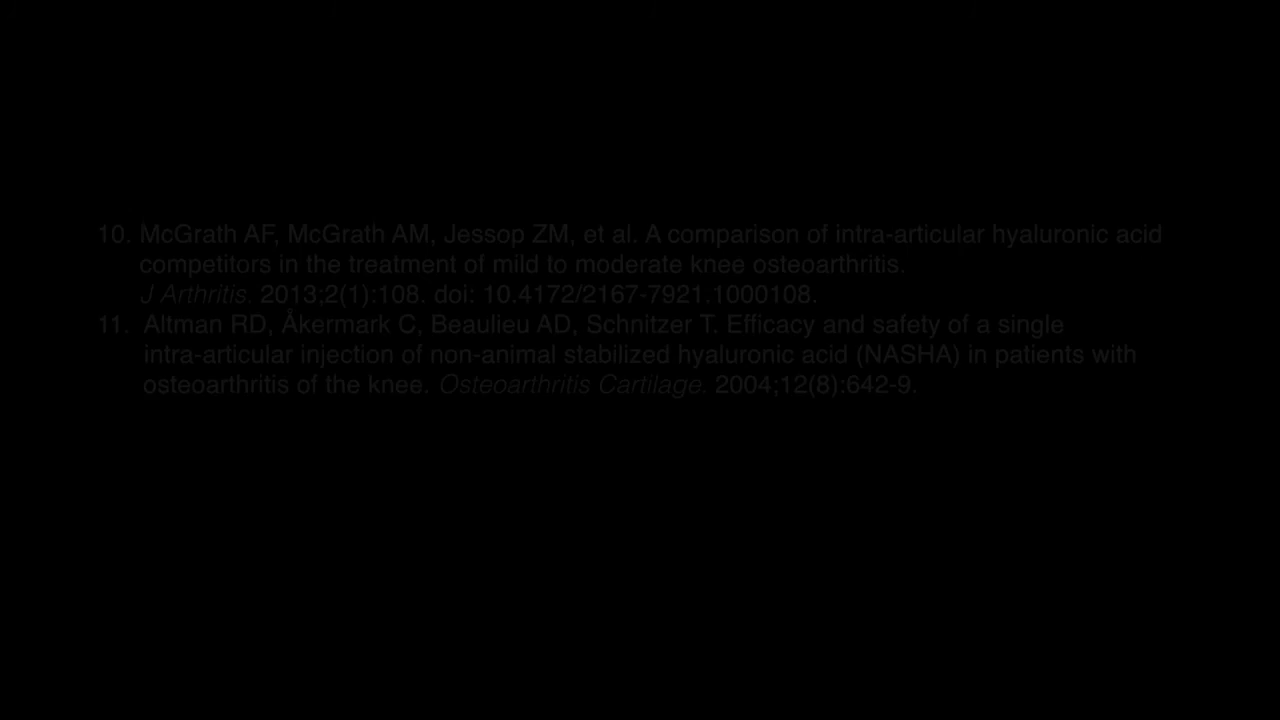 10. McGrath AF, McGrath AM, Jessop ZM, et al. A comparison of intra-articular hyaluronic acid
competitors in the treatment of mild to moderate knee osteoarthritis.
J Arthritis. 2013;2(1):108. doi: 10.4172/2167-7921.1000108.
11. Altman RD, Åkermark C, Beaulieu AD, Schnitzer T. Efficacy and safety of a single
intra-articular injection of non-animal stabilized hyaluronic acid (NASHA) in patients with
osteoarthritis of the knee. Osteoarthritis Cartilage. 2004;12(8):642-9.